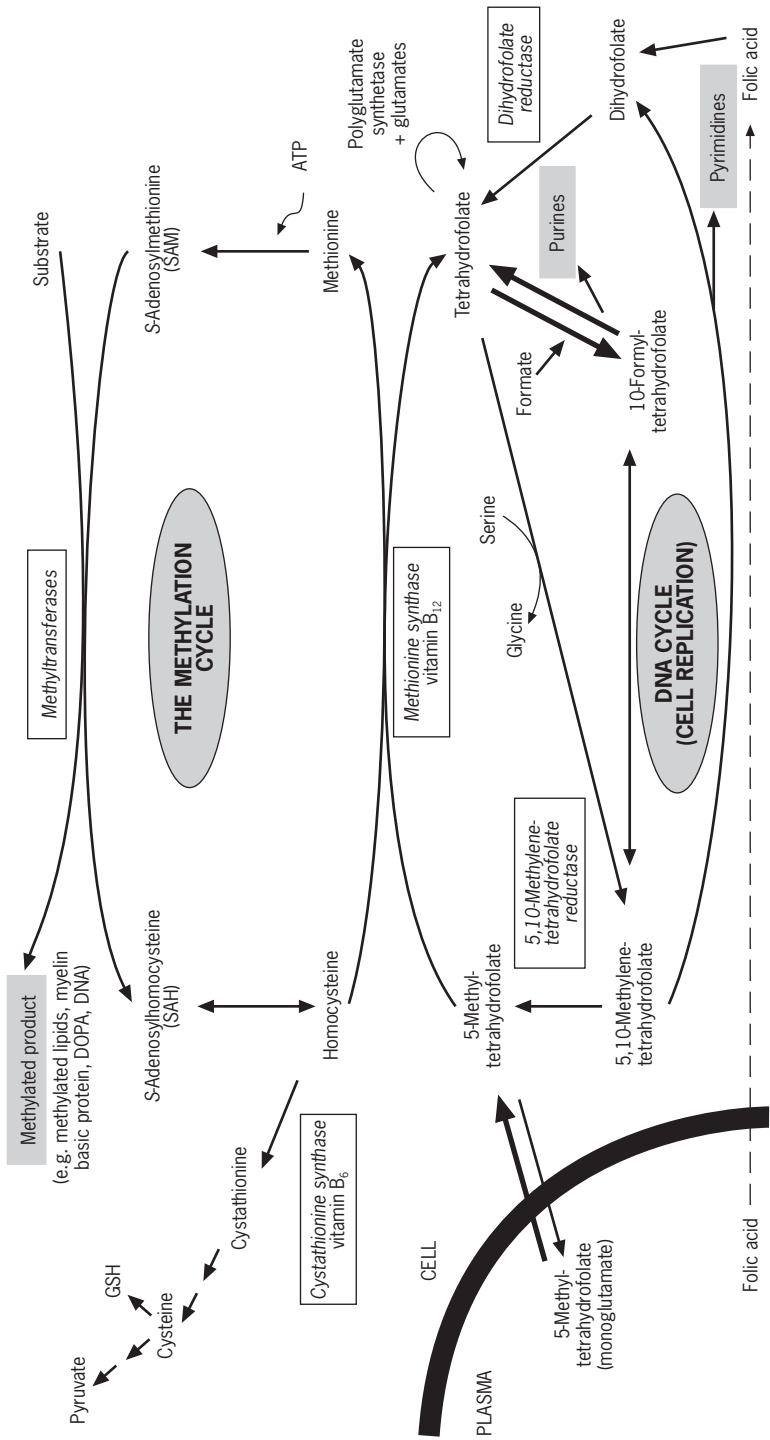 Methylated product
(e.g. methylated lipids, myelin
basic protein, DOPA, DNA)
Methyltransferases
Substrate
Pyruvate
GSH
Cysteine
Cystathionine
S-Adenosylhomocysteine
(SAH)
THE METHYLATION
CYCLE
S-Adenosylmethionine
(SAM)
ATP
Cystathionine synthase
vitamin B6
Homocysteine
Methionine
Methionine synthase
vitamin B12
Polyglutamate
synthetase
+ glutamates
PLASMA
CELL
5-Methyl-
tetrahydrofolate
(monoglutamate)
5-Methyl-
tetrahydrofolate
5,10-Methylene-
tetrahydrofolate
reductase
Glycine
Serine
Tetrahydrofolate
Dihydrofolate
reductase
Formate
Purines
5,10-Methylene-
tetrahydrofolate
10-Formyl-
tetrahydrofolate
Dihydrofolate
DNA CYCLE
(CELL REPLICATION)
Pyrimidines
Folic acid
Folic acid